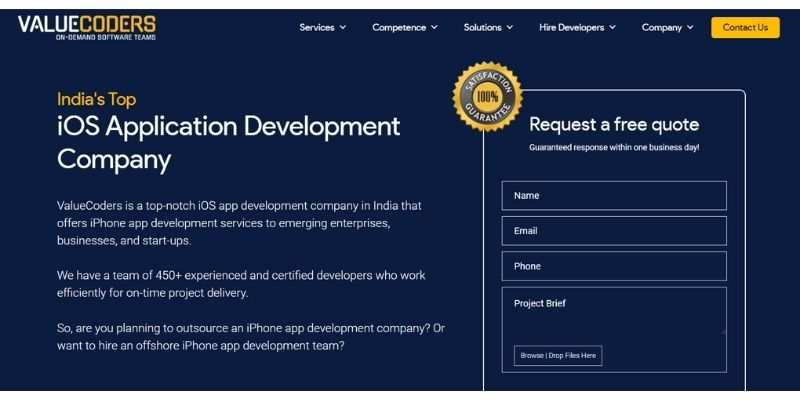 VALUECODERS
ON-DEMAND SOFTWARE TEAMS
Services
Competence
Solutions
Hire Developers
Company
Contact Us
India's Top
iOS Application Development
Company
ValueCoders is a top-notch iOS app development company in India that
offers iPhone app development services to emerging enterprises,
businesses, and start-ups.
We have a team of 450+ experienced and certified developers who work
efficiently for on-time project delivery.
So, are you planning to outsource an iPhone app development company? Or
want to hire an offshore iPhone app development team?
SATISFACTION
100%
GUARANTEE
Request a free quote
Guaranteed response within one business day!
Name
Email
Phone
Project Brief
Browse | Drop Files Here